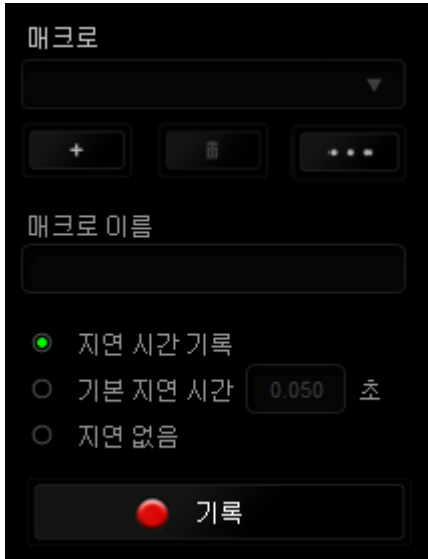 매크로
+
•••
매크로 이름
지연 시간 기록
기본 지연 시간 0.050 초
지연 없음
기록